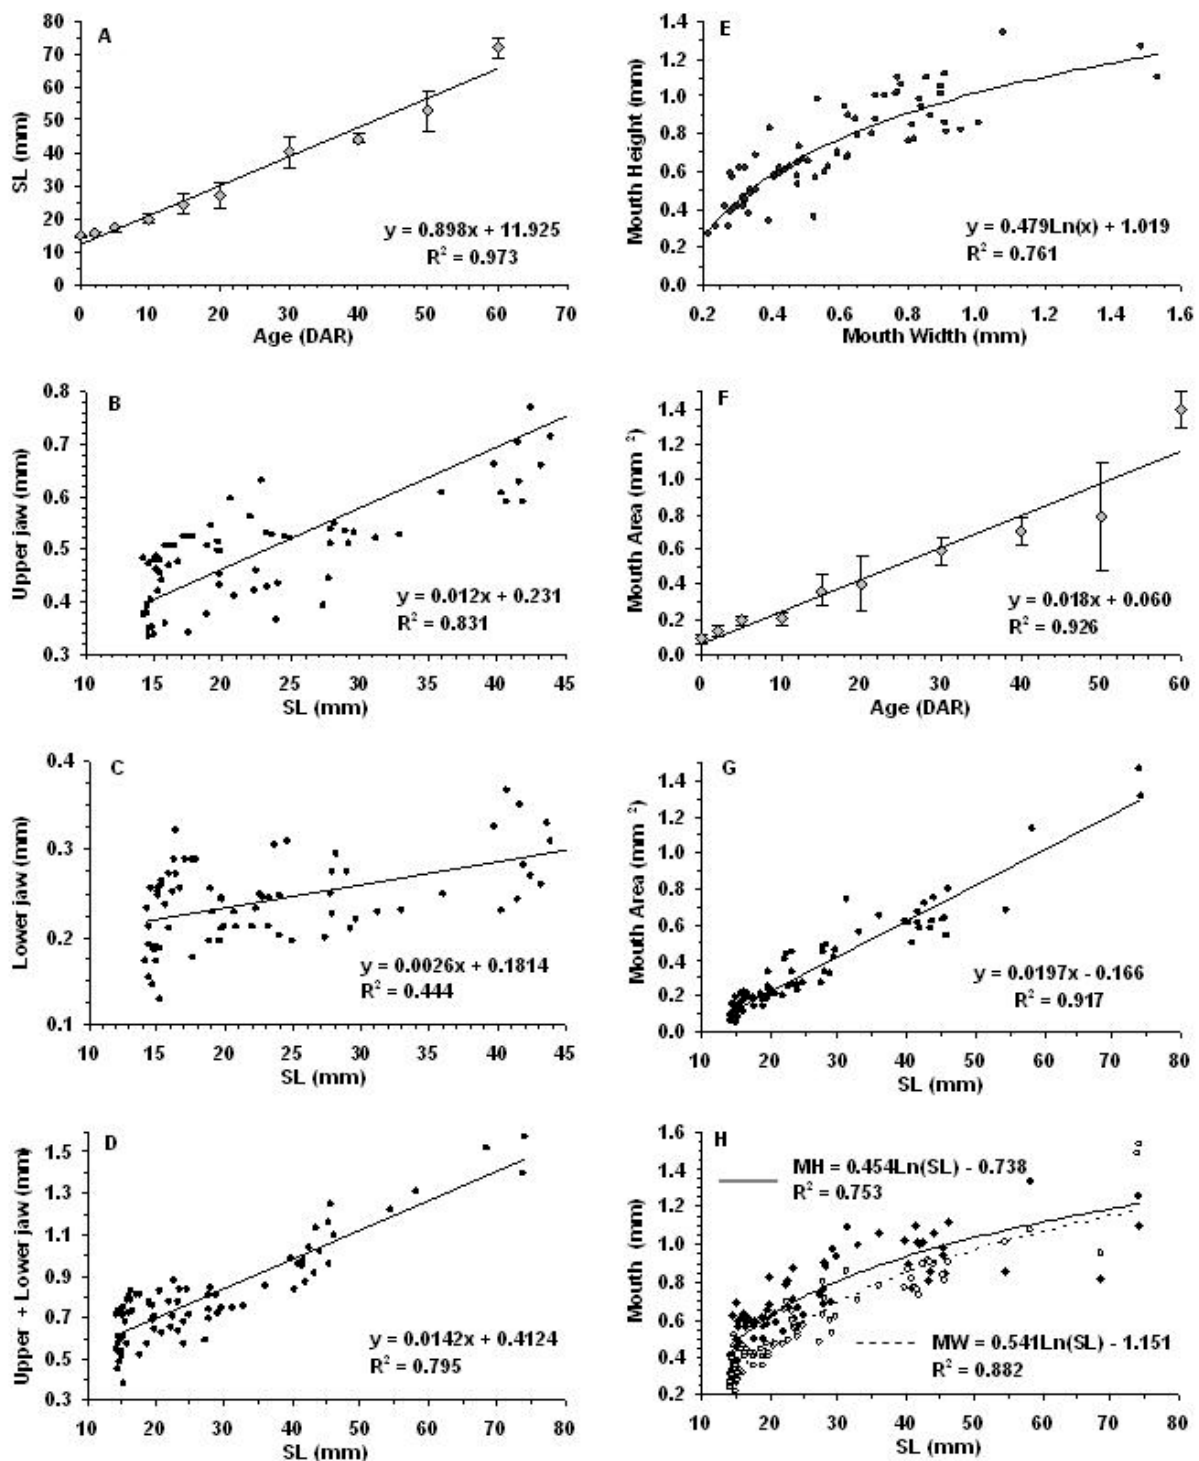 A
80
70
60
50
40
30
20
10
0
SL (mm)
y = 0.898x + 11.925
R² = 0.973
0 10 20 30 40 50 60 70
Age (DAR)
E
1.4
1.2
1.0
0.8
0.6
0.4
0.2
0.0
Mouth Height (mm)
y = 0.479Ln(x) + 1.019
R² = 0.761
0.2 0.4 0.6 0.8 1.0 1.2 1.4 1.6
Mouth Width (mm)
B
0.8
0.7
0.6
0.5
0.4
0.3
Upper jaw (mm)
y = 0.012x + 0.231
R² = 0.831
10 15 20 25 30 35 40 45
SL (mm)
F
1.4
1.2
1.0
0.8
0.6
0.4
0.2
0.0
Mouth Area (mm ²)
y = 0.018x + 0.060
R² = 0.926
0 10 20 30 40 50 60
Age (DAR)
C
0.4
0.3
0.2
0.1
Lower jaw (mm)
y = 0.0026x + 0.1814
R² = 0.444
10 15 20 25 30 35 40 45
SL (mm)
G
1.4
1.2
1.0
0.8
0.6
0.4
0.2
0.0
Mouth Area (mm ²)
y = 0.0197x - 0.166
R² = 0.917
10 20 30 40 50 60 70 80
SL (mm)
D
1.5
1.3
1.1
0.9
0.7
0.5
0.3
Upper + Lower jaw (mm)
y = 0.0142x + 0.4124
R² = 0.795
10 20 30 40 50 60 70 80
SL (mm)
H
1.6
1.4
1.2
1.0
0.8
0.6
0.4
0.2
Mouth (mm)
MH = 0.454Ln(SL) - 0.738
R² = 0.753
MW = 0.541Ln(SL) - 1.151
R² = 0.882
10 20 30 40 50 60 70 80
SL (mm)